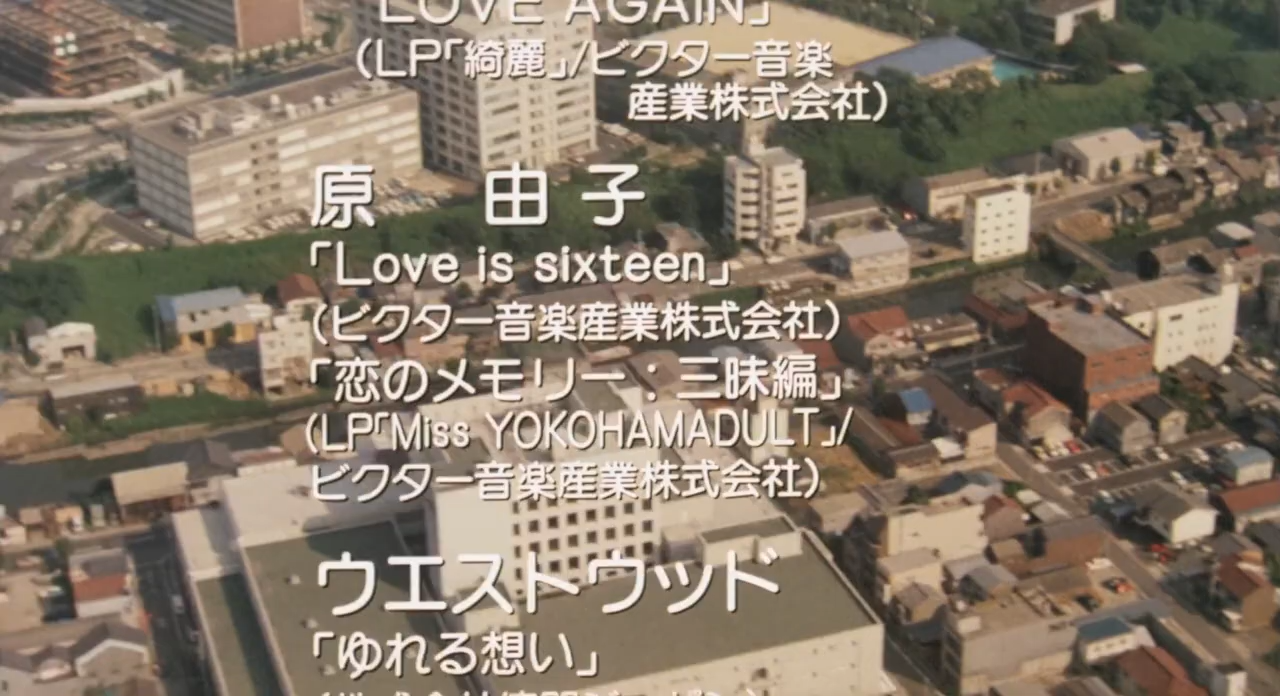 LOVE AGAIN」
(LP「綺麗」/ビクター音楽
産業株式会社)
原 由子
「Love is sixteen」
(ビクター音楽産業株式会社)
「恋のメモリー:三昧編」
(LP「Miss YOKOHAMADULT」/
ビクター音楽産業株式会社)
ウエストウッド
「ゆれる想い」